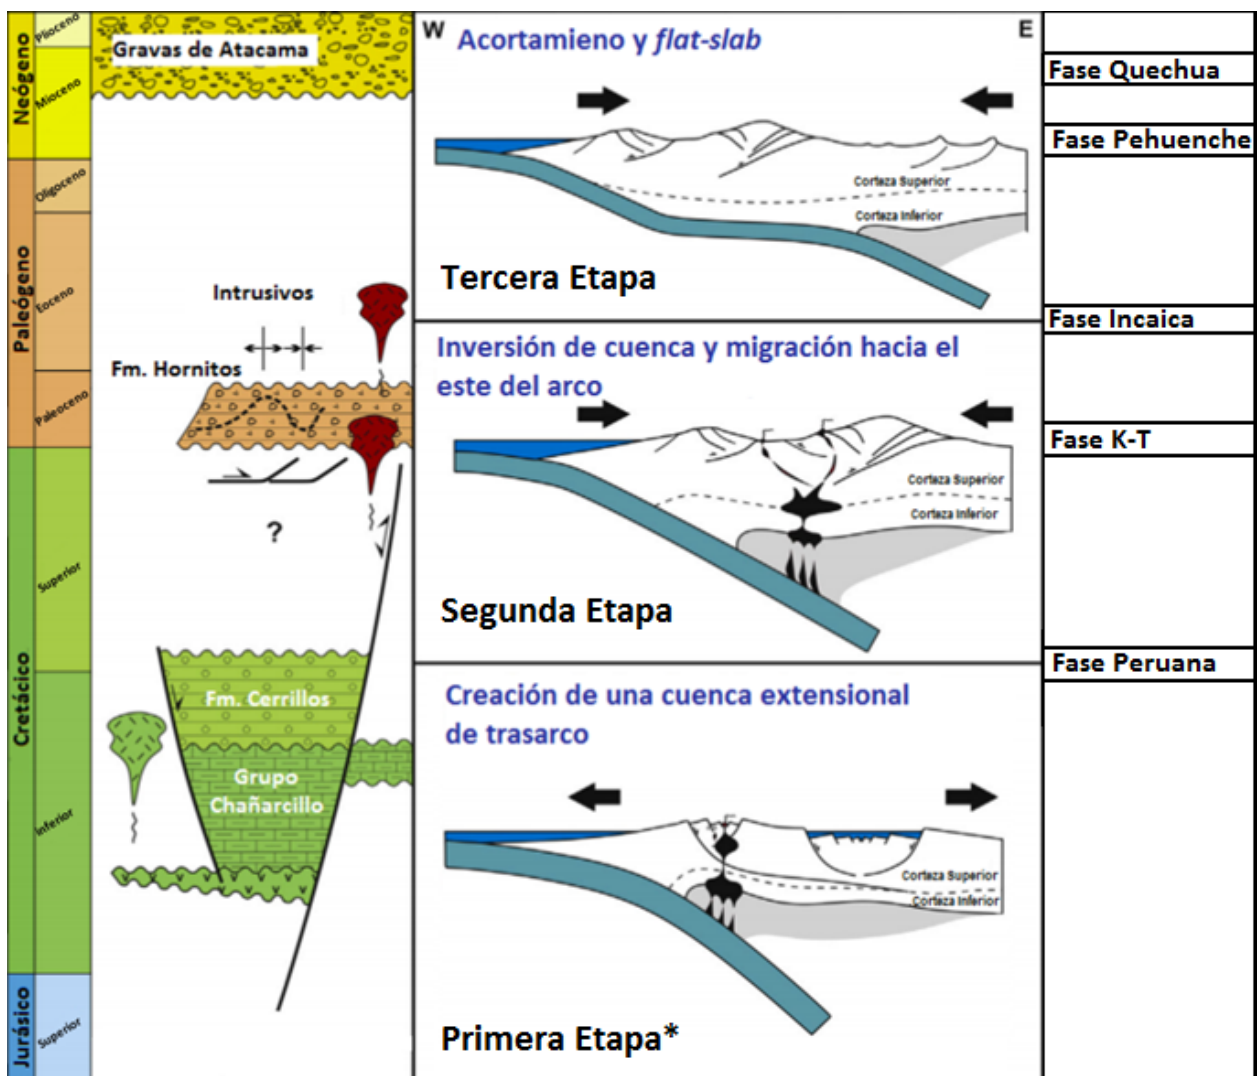 Neógeno
Plioceno
Mioceno
Paleógeno
Oligoceno
Eoceno
Paleoceno
Cretácico
Superior
Inferior
Jurásico
Superior
Gravas de Atacama
Intrusivos
Fm. Hornitos
?
Fm. Cerrillos
Grupo
Chañarcillo
W
E
Acortamieno y flat-slab
Corteza Superior
Corteza Inferior
Tercera Etapa
Inversión de cuenca y migración hacia el
este del arco
Corteza Superior
Corteza Inferior
Segunda Etapa
Creación de una cuenca extensional
de trasarco
Corteza Superior
Corteza Inferior
Primera Etapa*
Fase Quechua
Fase Pehuenche
Fase Incaica
Fase K-T
Fase Peruana